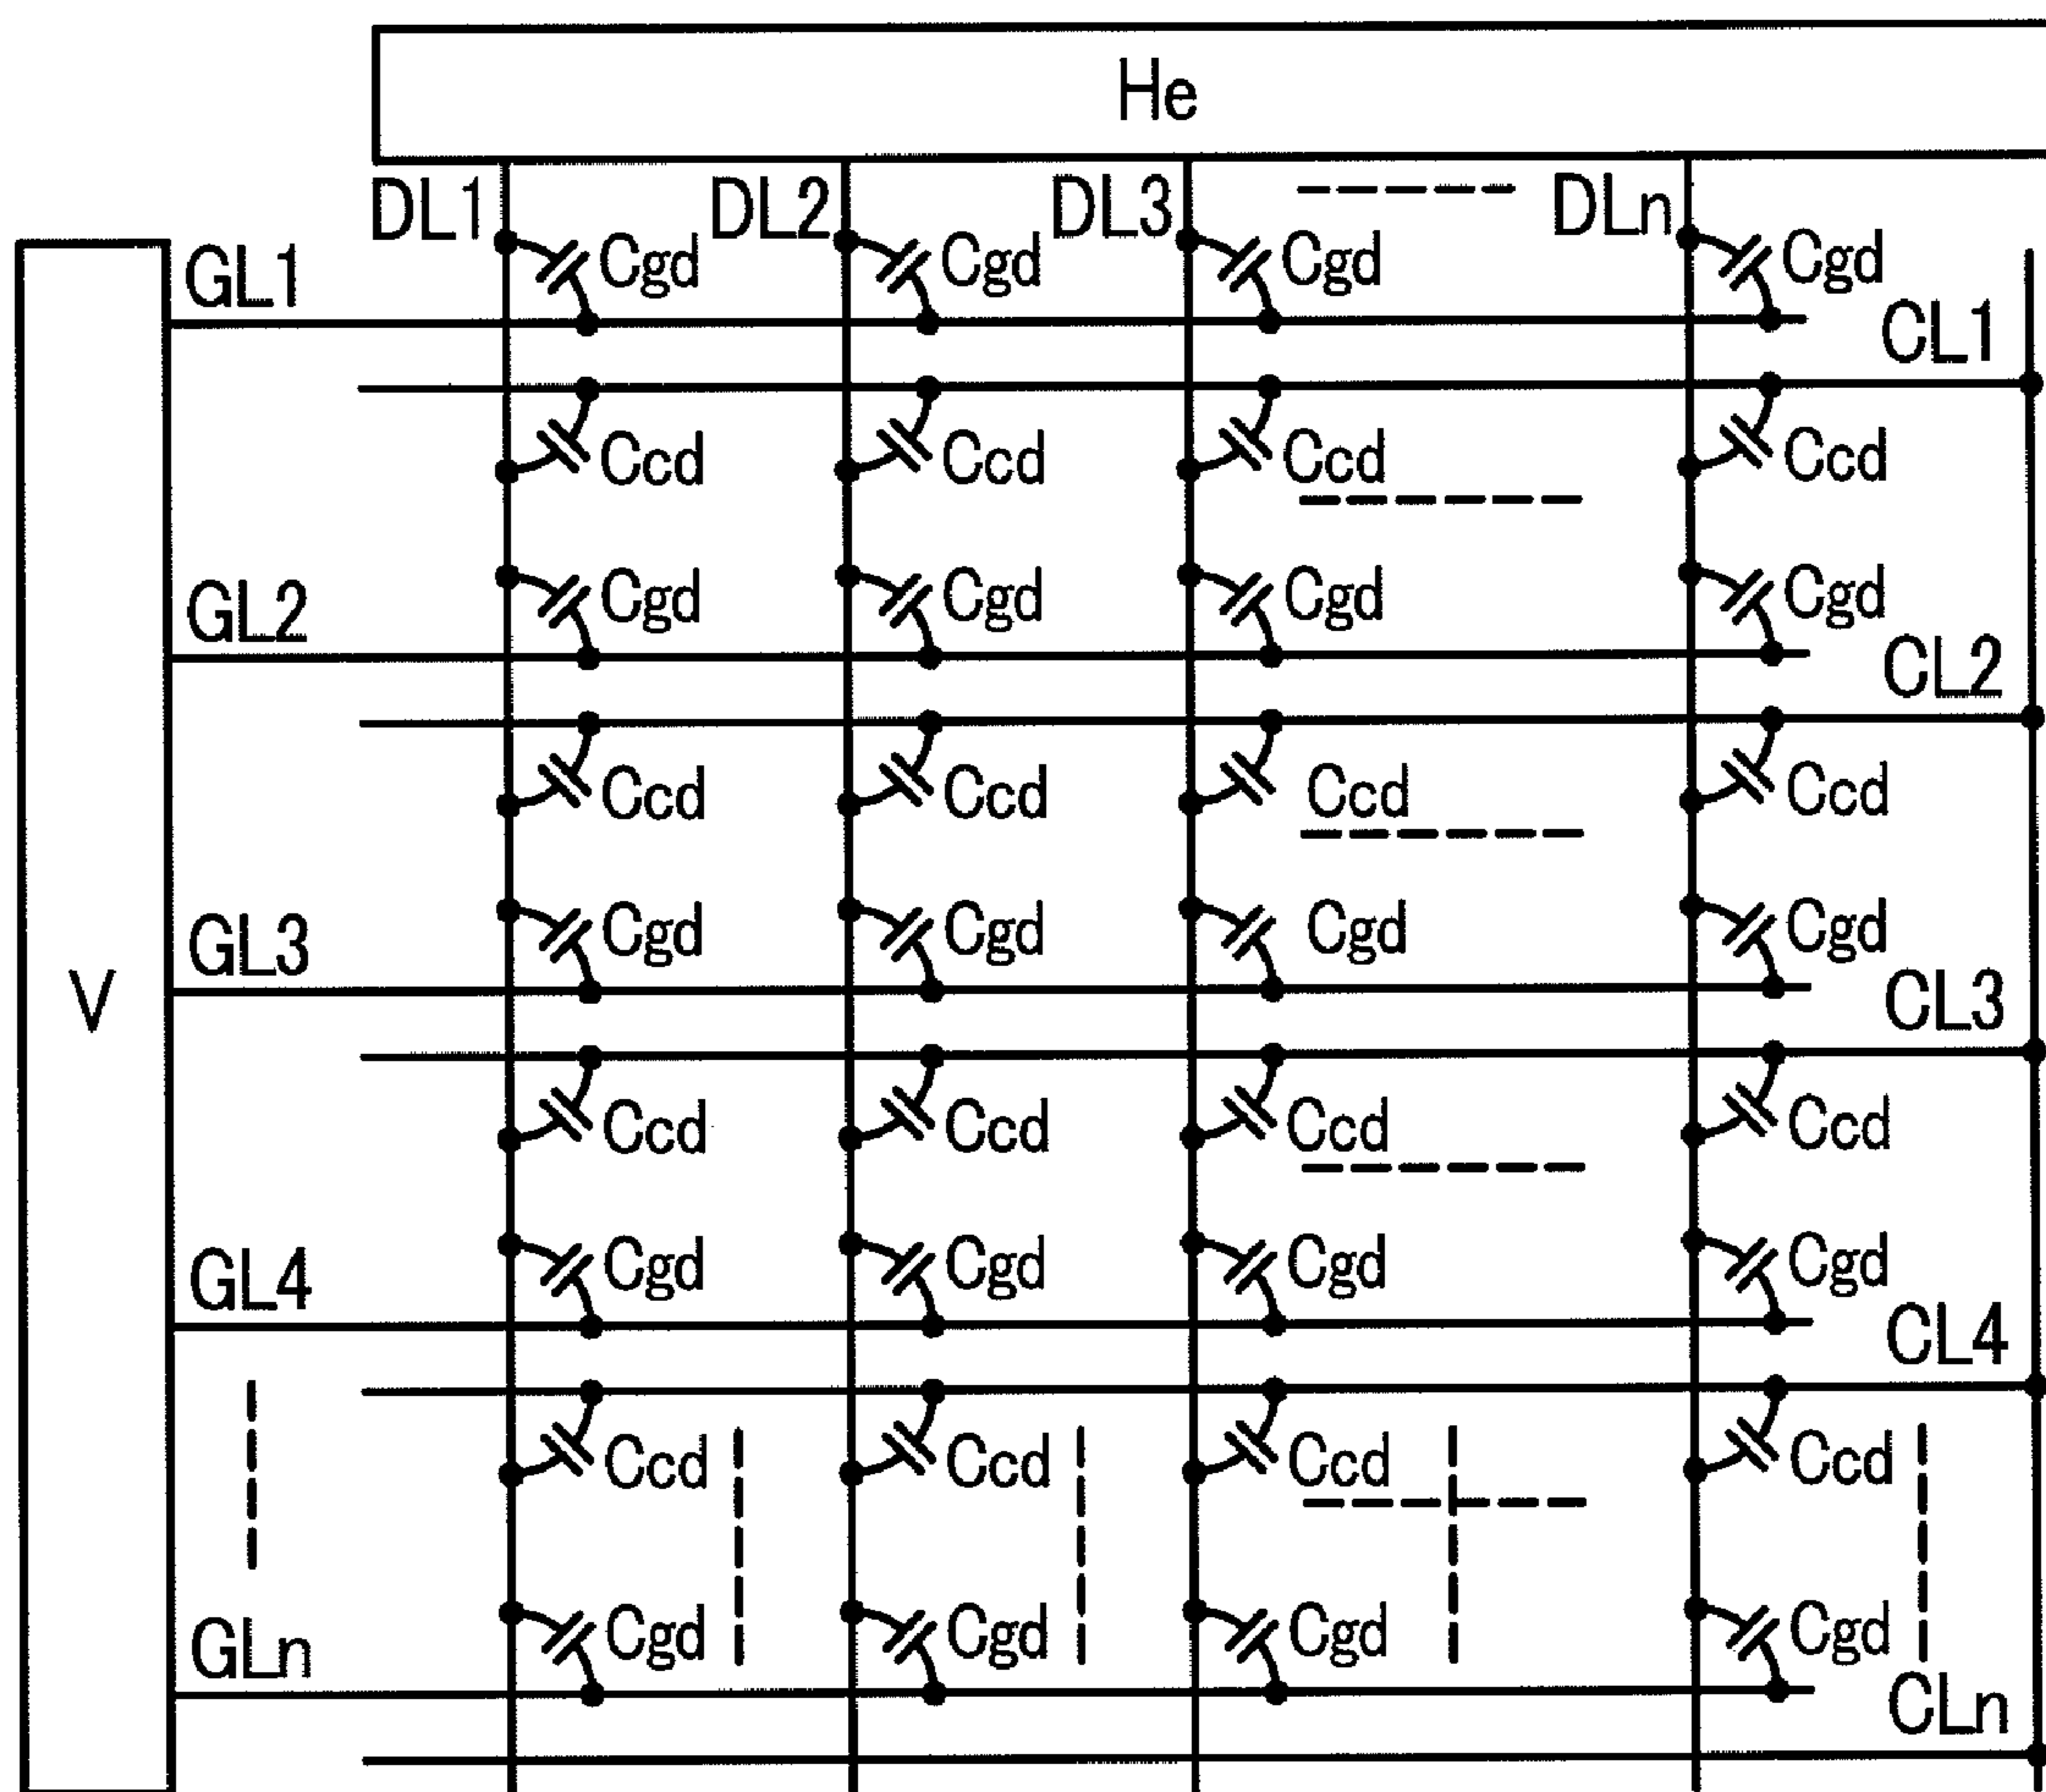 He
DL1 DL2 DL3 DLn
GL1 Cgd Cgd Cgd Cgd
CL1
Ccd Ccd Ccd Ccd
GL2 Cgd Cgd Cgd Cgd
CL2
Ccd Ccd Ccd Ccd
GL3 Cgd Cgd Cgd Cgd
V
CL3
Ccd Ccd Ccd Ccd
GL4 Cgd Cgd Cgd Cgd
CL4
Ccd Ccd Ccd Ccd
GLn Cgd Cgd Cgd Cgd
CLn